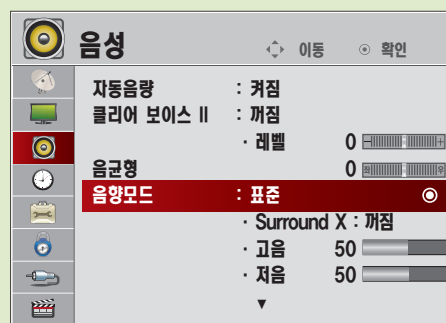 음성 이동 확인
자동음량 : 켜짐
클리어 보이스 II : 꺼짐
· 레벨 0 - +
음균형 0 좌 우
음향모드 : 표준
· Surround X : 꺼짐
· 고음 50
· 저음 50
▼